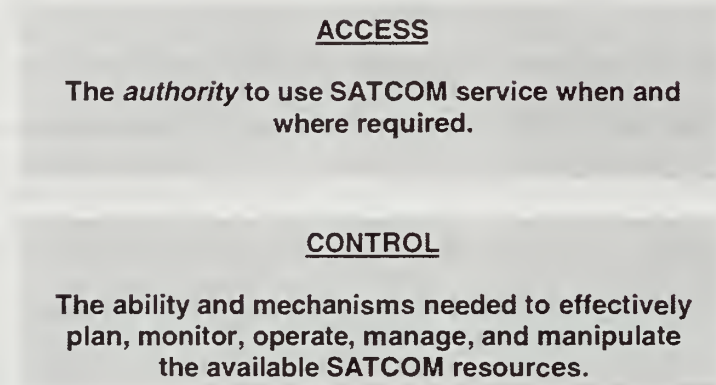 ACCESS
The authority to use SATCOM service when and
where required.
CONTROL
The ability and mechanisms needed to effectively
plan, monitor, operate, manage, and manipulate
the available SATCOM resources.